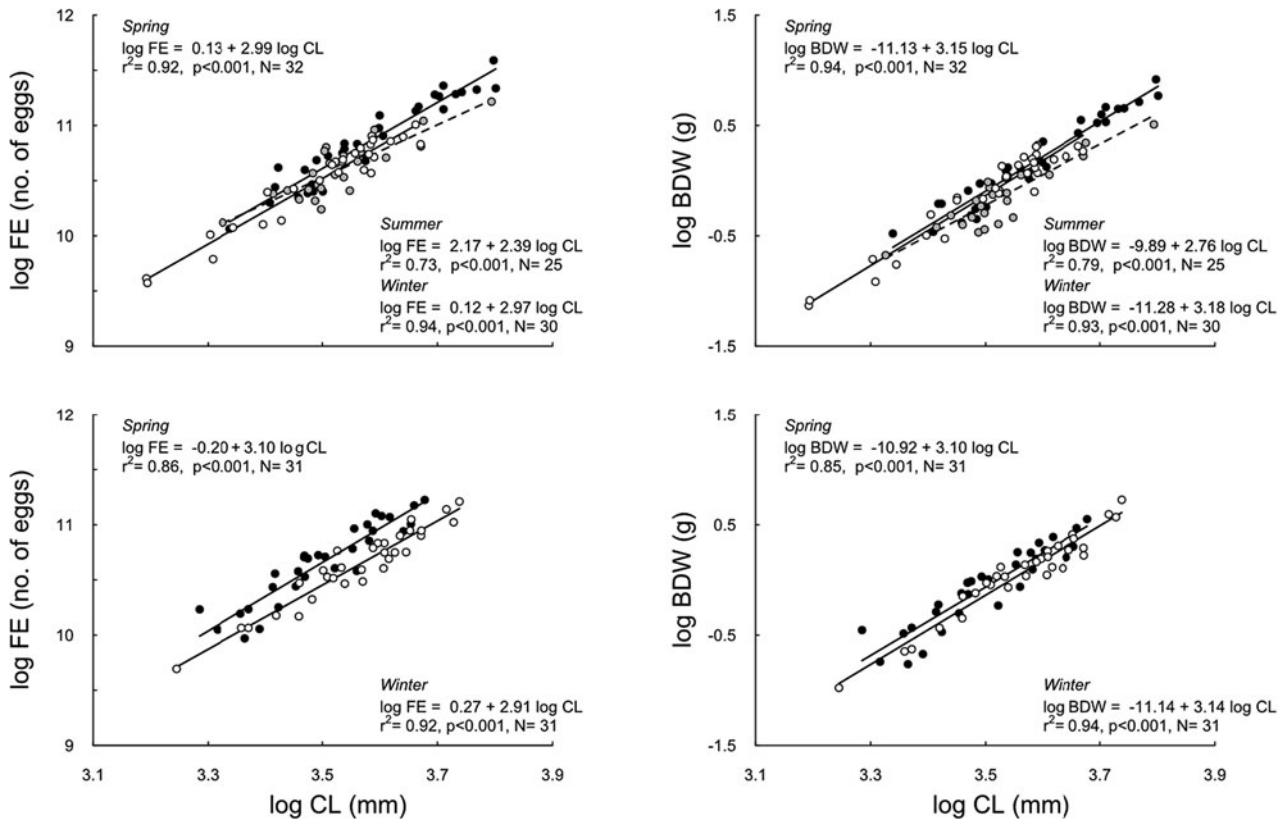 12
11
10
9
log FE (no. of eggs)
Spring
log FE = 0.13 + 2.99 log CL
r²= 0.92, p<0.001, N= 32
Summer
log FE = 2.17 + 2.39 log CL
r²= 0.73, p<0.001, N= 25
Winter
log FE = 0.12 + 2.97 log CL
r²= 0.94, p<0.001, N= 30
1.5
0.5
-0.5
-1.5
log BDW (g)
Spring
log BDW = -11.13 + 3.15 log CL
r²= 0.94, p<0.001, N= 32
Summer
log BDW = -9.89 + 2.76 log CL
r²= 0.79, p<0.001, N= 25
Winter
log BDW = -11.28 + 3.18 log CL
r²= 0.93, p<0.001, N= 30
12
11
10
9
log FE (no. of eggs)
Spring
log FE = -0.20 + 3.10 log CL
r²= 0.86, p<0.001, N= 31
Winter
log FE = 0.27 + 2.91 log CL
r²= 0.92, p<0.001, N= 31
3.1 3.3 3.5 3.7 3.9
log CL (mm)
1.5
0.5
-0.5
-1.5
log BDW (g)
Spring
log BDW = -10.92 + 3.10 log CL
r²= 0.85, p<0.001, N= 31
Winter
log BDW = -11.14 + 3.14 log CL
r²= 0.94, p<0.001, N= 31
3.1 3.3 3.5 3.7 3.9
log CL (mm)